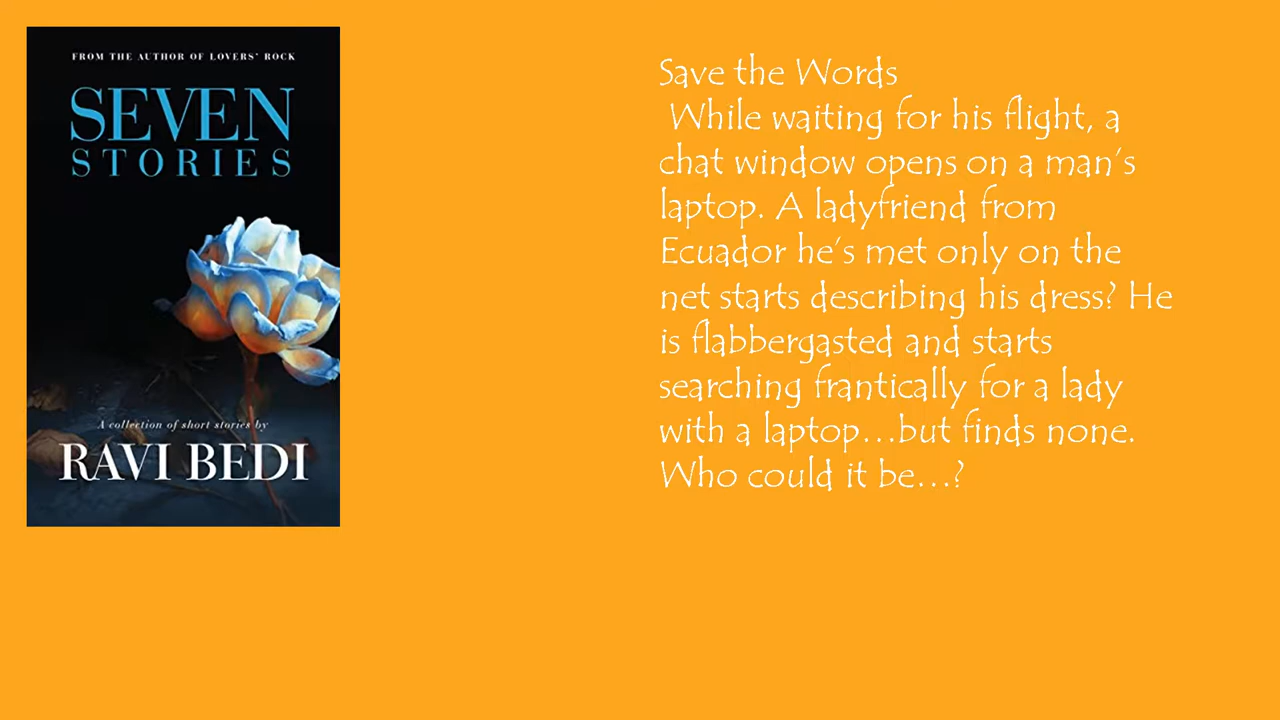 FROM THE AUTHOR OF LOVERS' ROCK
SEVEN
STORIES
A collection of short stories by
RAVI BEDI
Save the Words
While waiting for his flight, a
chat window opens on a man's
laptop. A ladyfriend from
Ecuador he's met only on the
net starts describing his dress? He
is flabbergasted and starts
searching frantically for a lady
with a laptop...but finds none.
Who could it be...?